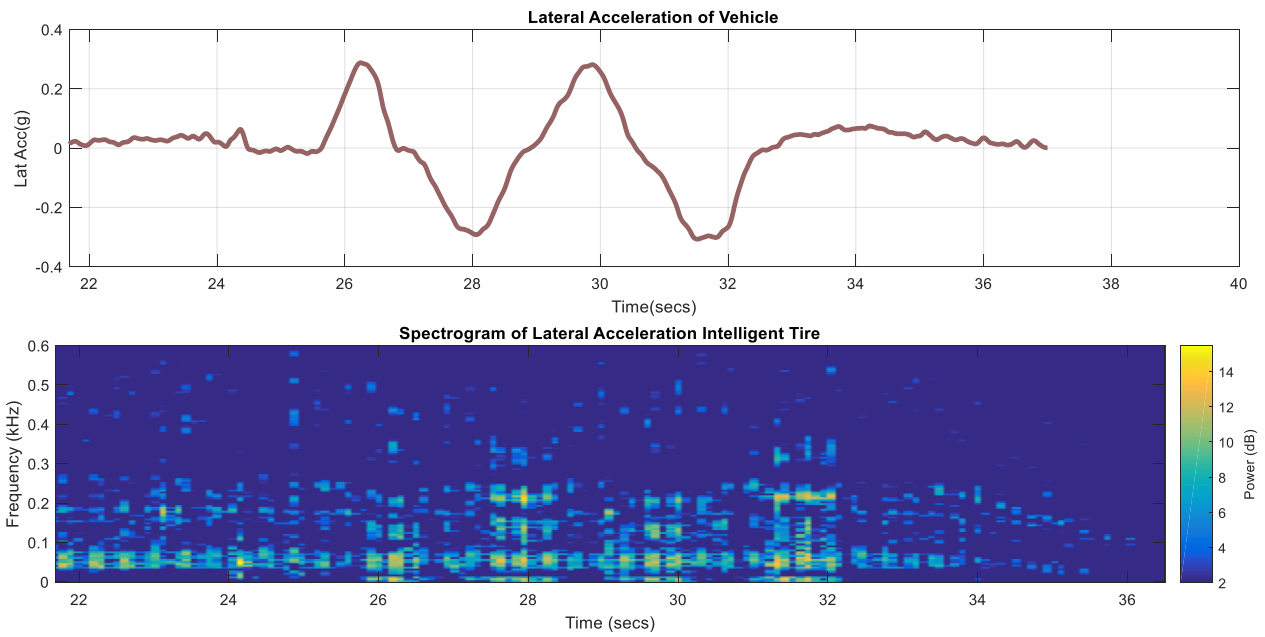 Lateral Acceleration of Vehicle
0.4
0.2
0
-0.2
-0.4
Lat Acc(g)
22 24 26 28 30 32 34 36 38 40
Time(secs)
Spectrogram of Lateral Acceleration Intelligent Tire
0.6
0.5
0.4
0.3
0.2
0.1
0
Frequency (kHz)
22 24 26 28 30 32 34 36
Time (secs)
14
12
10
8
6
4
2
Power (dB)